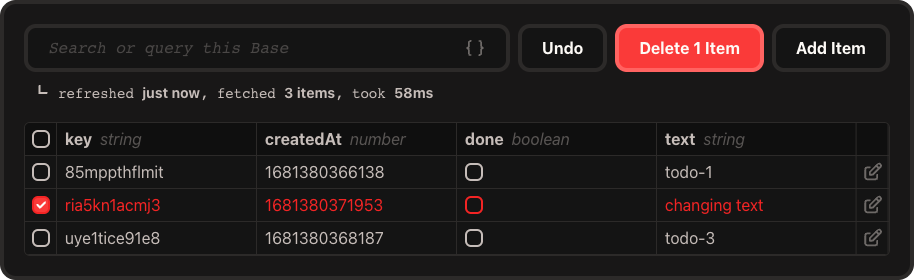 Search or query this Base { } Undo Delete 1 Item Add Item
refreshed just now, fetched 3 items, took 58ms
key string createdAt number done boolean text string
85mppthflmit 1681380366138 todo-1
ria5kn1acmj3 1681380371953 changing text
uye1tice91e8 1681380368187 todo-3